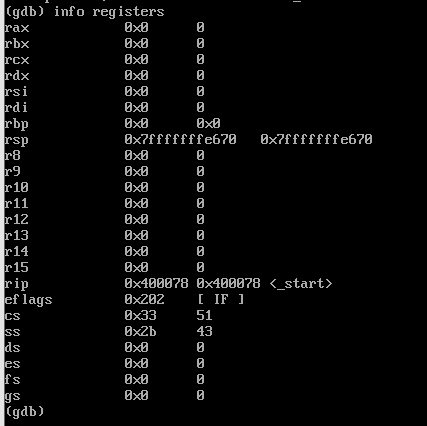 (gdb) info registers
rax 0x0 0
rbx 0x0 0
rcx 0x0 0
rdx 0x0 0
rsi 0x0 0
rdi 0x0 0
rbp 0x0 0x0
rsp 0x7fffffffe670 0x7fffffffe670
r8 0x0 0
r9 0x0 0
r10 0x0 0
r11 0x0 0
r12 0x0 0
r13 0x0 0
r14 0x0 0
r15 0x0 0
rip 0x400078 0x400078 <_start>
eflags 0x202 [ IF ]
cs 0x33 51
ss 0x2b 43
ds 0x0 0
es 0x0 0
fs 0x0 0
gs 0x0 0
(gdb)